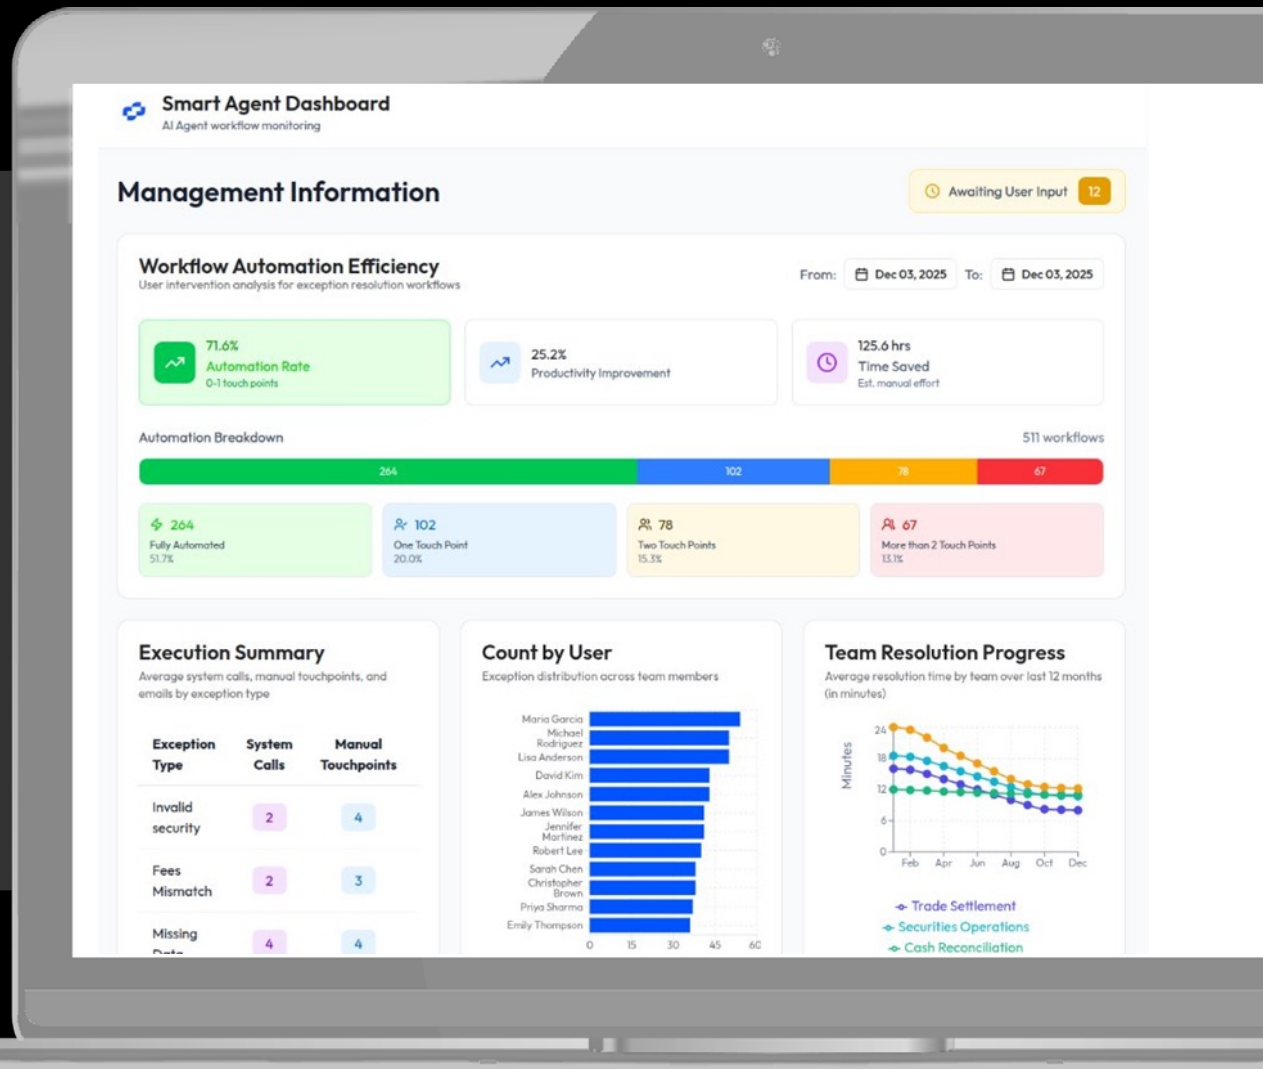 Smart Agent Dashboard
AI Agent workflow monitoring
Management Information
Awaiting User Input 12
Workflow Automation Efficiency
User intervention analysis for exception resolution workflows
From: Dec 03, 2025 To: Dec 03, 2025
71.6%
Automation Rate
0-1 touch points
25.2%
Productivity Improvement
125.6 hrs
Time Saved
Est. manual effort
Automation Breakdown
511 workflows
264 102 78 67
264
Fully Automated
51.7%
102
One Touch Point
20.0%
78
Two Touch Points
15.3%
67
More than 2 Touch Points
13.1%
Execution Summary
Average system calls, manual touchpoints, and
emails by exception type
Exception
Type
System
Calls
Manual
Touchpoints
Invalid
security
2 4
Fees
Mismatch
2 3
Missing
Data
4 4
Count by User
Exception distribution across team members
Maria Garcia
Michael
Rodriguez
Lisa Anderson
David Kim
Alex Johnson
James Wilson
Jennifer
Martinez
Robert Lee
Sarah Chen
Christopher
Brown
Priya Sharma
Emily Thompson
0 15 30 45 60
Team Resolution Progress
Average resolution time by team over last 12 months
(in minutes)
Minutes
24
18
12
6
0
Feb Apr Jun Aug Oct Dec
Trade Settlement
Securities Operations
Cash Reconciliation